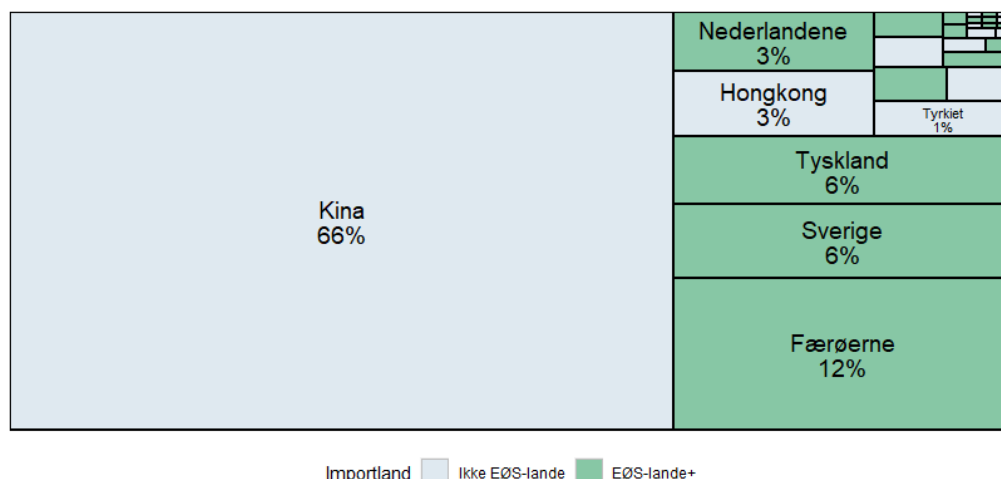 Nederlandene
3%
Hongkong
3%
Tyrkiet
1%
Tyskland
6%
Kina
66%
Sverige
6%
Færøerne
12%
Importland Ikke EØS-lande EØS-lande+